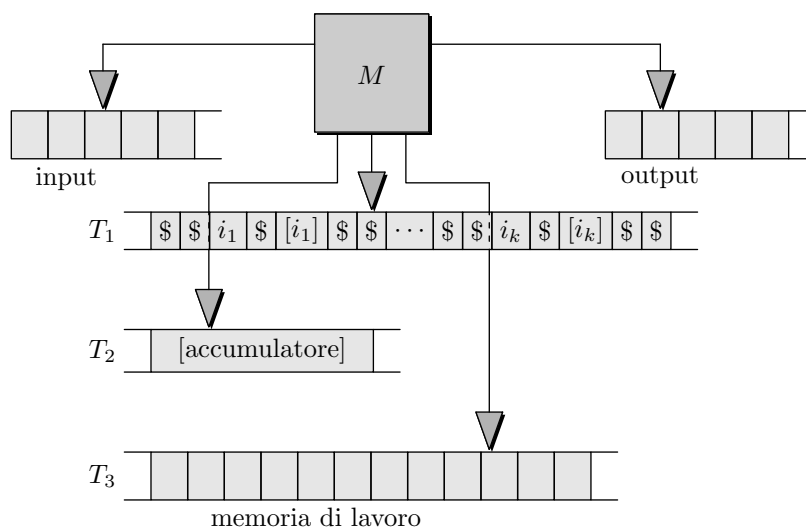 M
input
output
T₁ $ $ i₁ $ [i₁] $ $ ⋯ $ $ iₖ $ [iₖ] $ $
T₂ [accumulatore]
T₃
memoria di lavoro